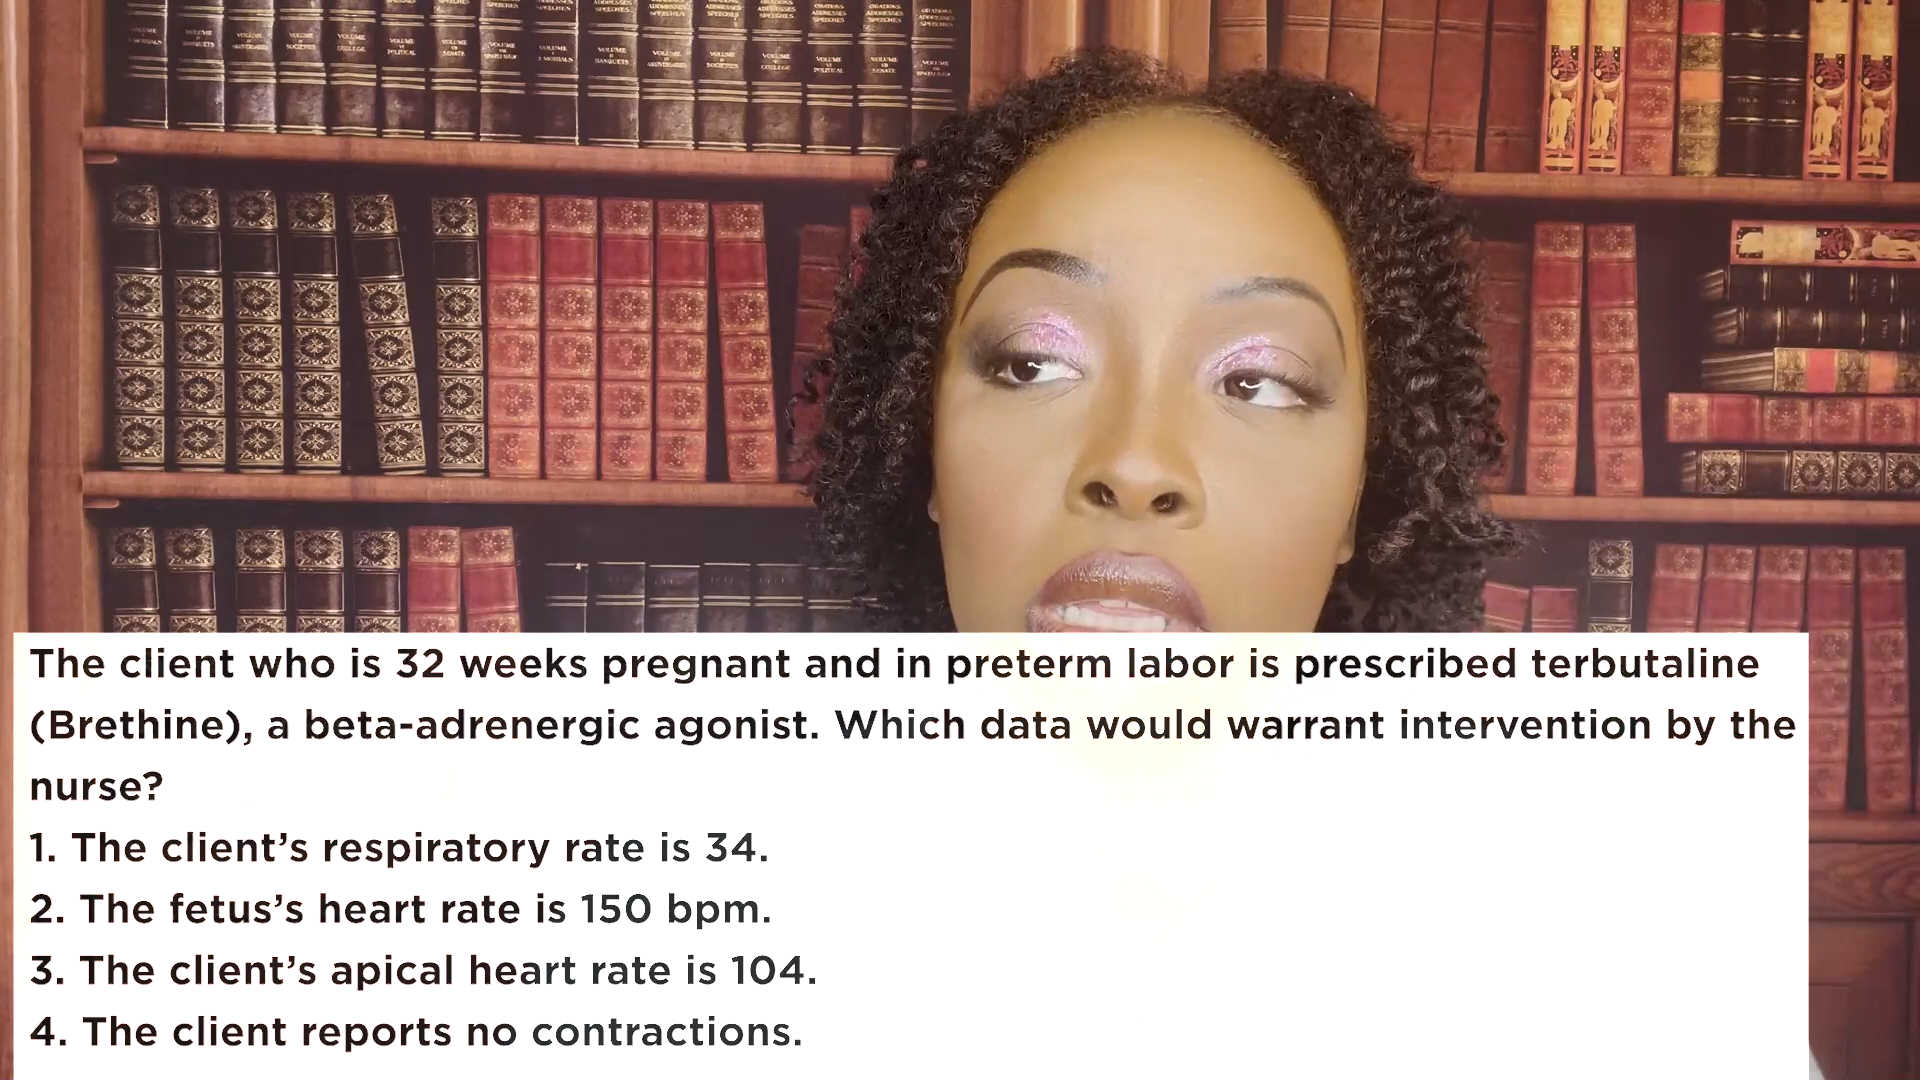 The client who is 32 weeks pregnant and in preterm labor is prescribed terbutaline
(Brethine), a beta-adrenergic agonist. Which data would warrant intervention by the
nurse?
1. The client’s respiratory rate is 34.
2. The fetus’s heart rate is 150 bpm.
3. The client’s apical heart rate is 104.
4. The client reports no contractions.